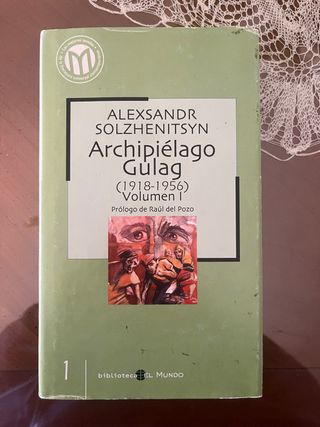 ALEXSANDR
SOLZHENITSYN
Archipiélago
Gulag
(1918-1956)
Volumen I
Prólogo de Raúl del Pozo
1
biblioteca EL MUNDO